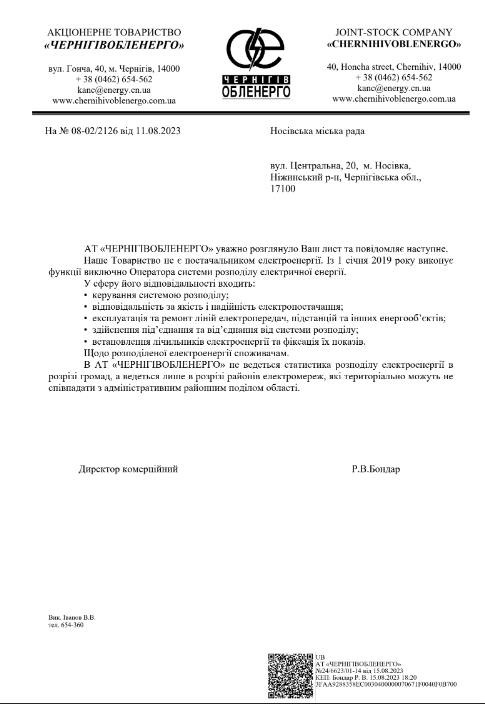 АКЦІОНЕРНЕ ТОВАРИСТВО
«ЧЕРНІГІВОБЛЕНЕРГО»
вул. Гонча, 40, м. Чернігів, 14000
+ 38 (0462) 654-562
kanc@energy.cn.ua
www.chernihivoblenergo.com.ua
ЧЕРНІГІВ
ОБЛЕНЕРГО
JOINT-STOCK COMPANY
«CHERNIHIVOBLENERGO»
40, Honcha street, Chernihiv, 14000
+ 38 (0462) 654-562
kanc@energy.cn.ua
www.chernihivoblenergo.com.ua
На № 08-02/2126 від 11.08.2023
Носівська міська рада
вул. Центральна, 20, м. Носівка,
Ніжинський р-н, Чернігівська обл.,
17100
АТ «ЧЕРНІГІВОБЛЕНЕРГО» уважно розглянуло Ваш лист та повідомляє наступне.
Наше Товариство не є постачальником електроенергії. Із 1 січня 2019 року виконує
функції виключно Оператора системи розподілу електричної енергії.
У сферу його відповідальності входить:
• керування системою розподілу;
• відповідальність за якість і надійність електропостачання;
• експлуатація та ремонт ліній електропередач, підстанцій та інших енергооб’єктів;
• здійснення під’єднання та від’єднання від системи розподілу;
• встановлення лічильників електроенергії та фіксація їх показів.
Щодо розподіленої електроенергії споживачам.
В АТ «ЧЕРНІГІВОБЛЕНЕРГО» не ведеться статистика розподілу електроенергії в
розрізі громад, а ведеться лише в розрізі районів електромереж, які територіально можуть не
співпадати з адміністративним районним поділом області.
Директор комерційний
Р.В.Бондар
Вик. Іванов В.В.
тел. 654-360
UB
АТ «ЧЕРНІГІВОБЛЕНЕРГО»
№24/6623/01-14 від 15.08.2023
КЕП: Бондар Р. В. 15.08.2023 18:20